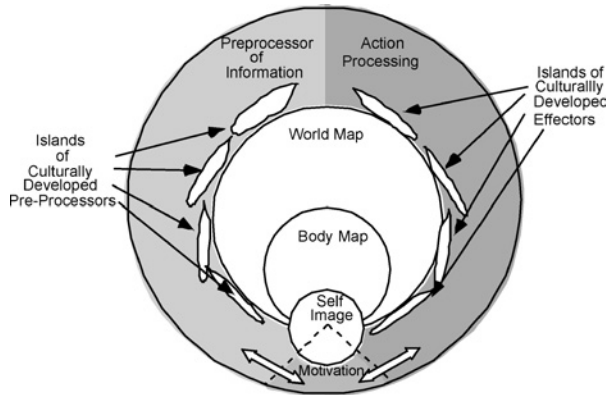 Preprocessor
of
Information
Action
Processing
Islands of
Culturallly
Developed
Effectors
World Map
Islands
of
Culturally
Developed
Pre-Processors
Body Map
Self
Image
Motivation